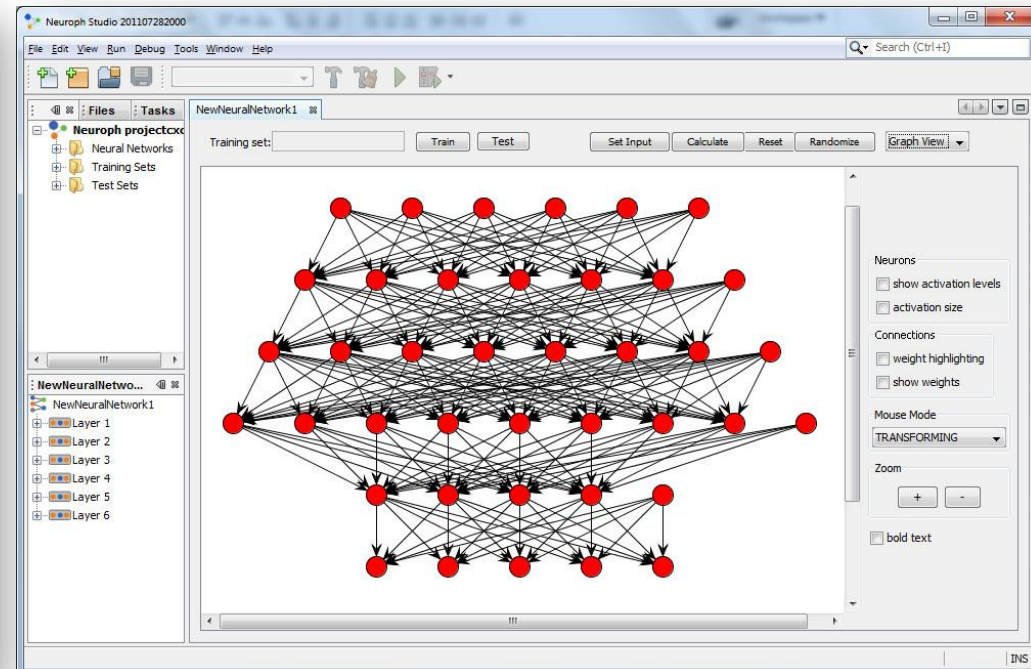 Neuroph Studio 201107282000
File Edit View Run Debug Tools Window Help
Search (Ctrl+I)
Files Tasks
NewNeuralNetwork1
Neuroph projectcxc
Neural Networks
Training Sets
Test Sets
Training set: Train Test Set Input Calculate Reset Randomize Graph View
Neurons
show activation levels
activation size
Connections
weight highlighting
show weights
Mouse Mode
TRANSFORMING
Zoom
+ -
bold text
NewNeuralNetwo...
NewNeuralNetwork1
Layer 1
Layer 2
Layer 3
Layer 4
Layer 5
Layer 6
INS